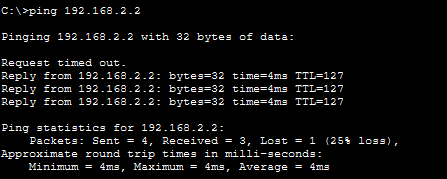 C:\>ping 192.168.2.2
Pinging 192.168.2.2 with 32 bytes of data:
Request timed out.
Reply from 192.168.2.2: bytes=32 time=4ms TTL=127
Reply from 192.168.2.2: bytes=32 time=4ms TTL=127
Reply from 192.168.2.2: bytes=32 time=4ms TTL=127
Ping statistics for 192.168.2.2:
    Packets: Sent = 4, Received = 3, Lost = 1 (25% loss),
Approximate round trip times in milli-seconds:
    Minimum = 4ms, Maximum = 4ms, Average = 4ms